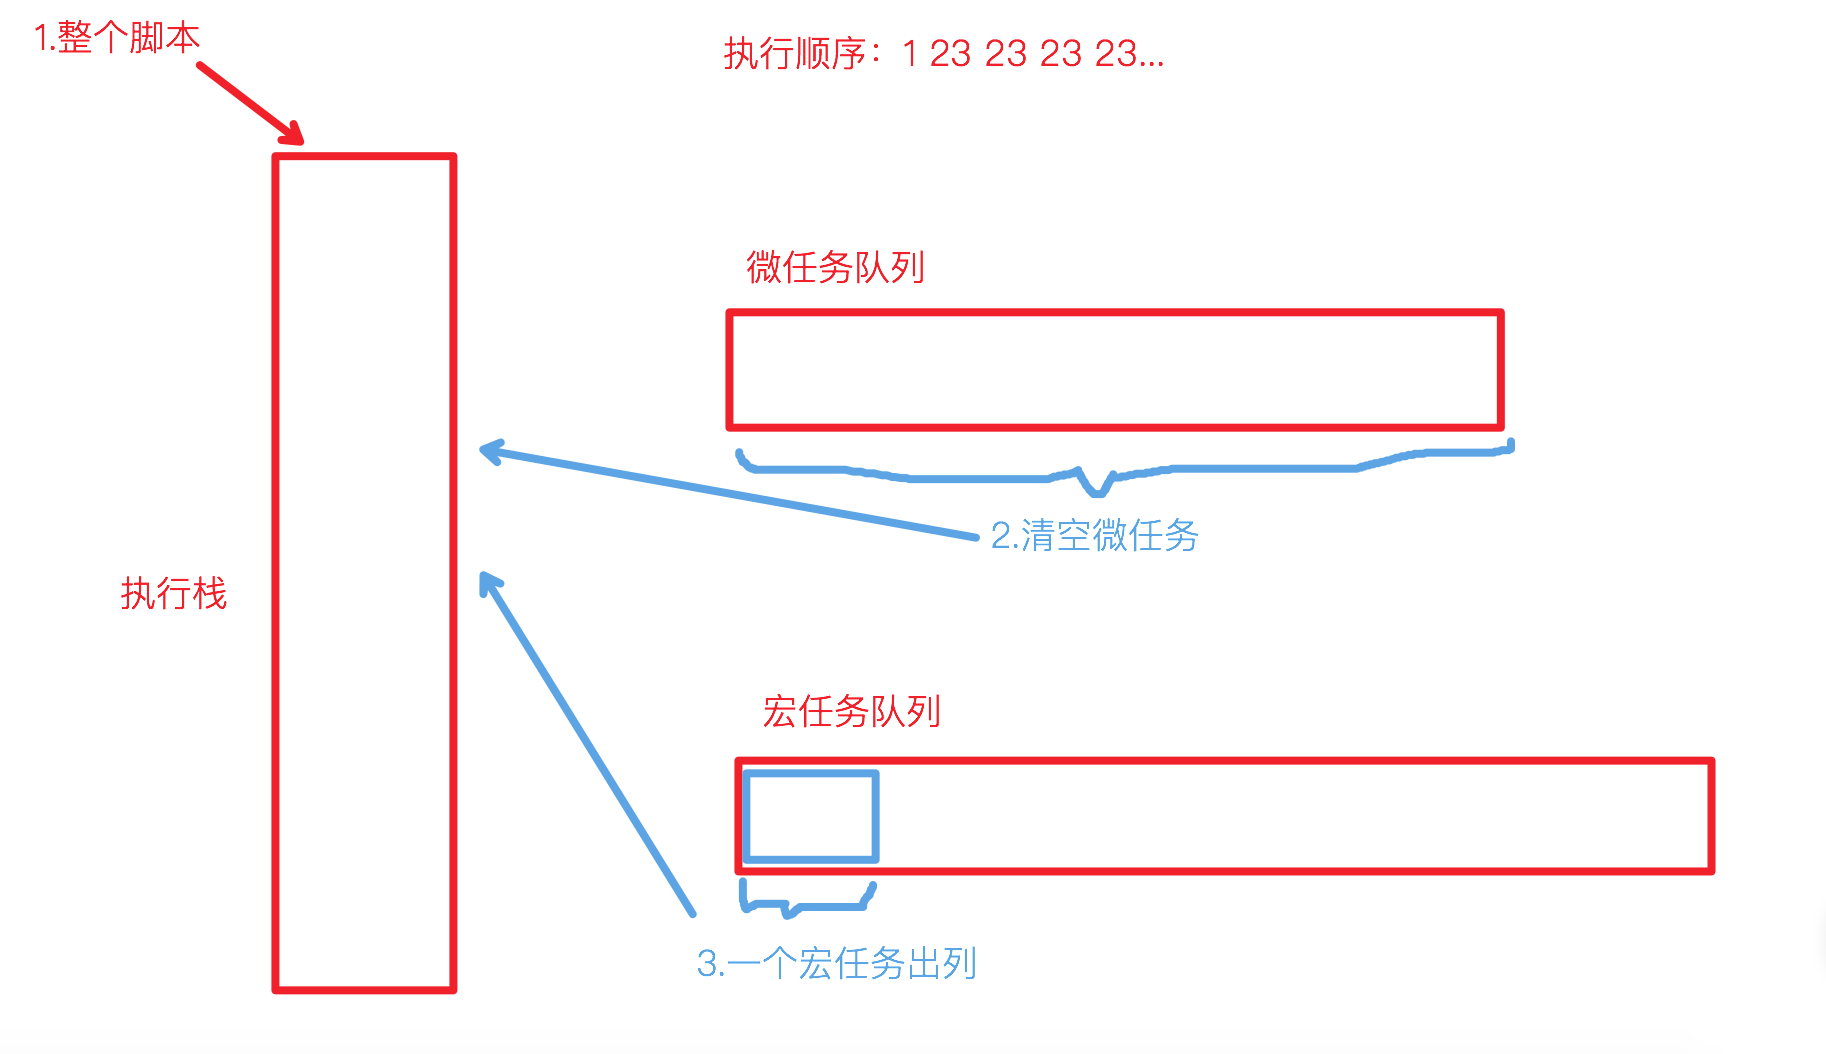 1.整个脚本
执行顺序：1 23 23 23 23...
微任务队列
2.清空微任务
执行栈
宏任务队列
3.一个宏任务出列